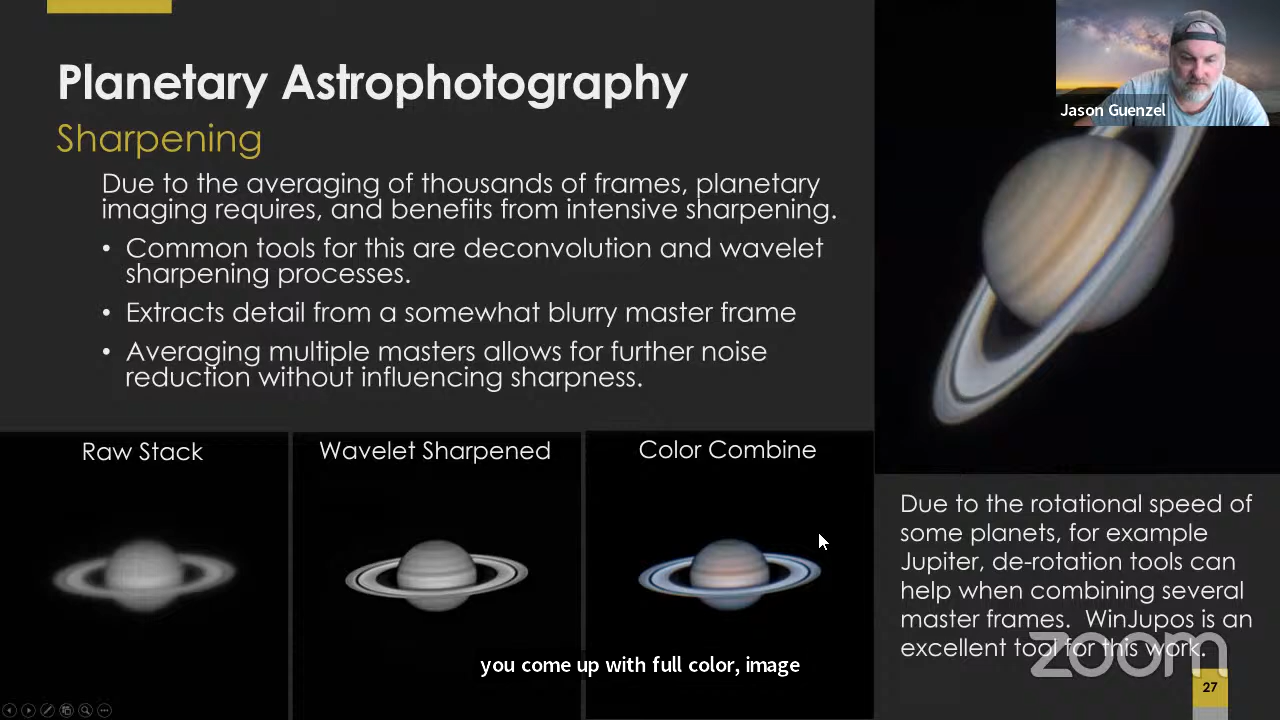 Planetary Astrophotography
Sharpening
Due to the averaging of thousands of frames, planetary
imaging requires, and benefits from intensive sharpening.
• Common tools for this are deconvolution and wavelet
sharpening processes.
• Extracts detail from a somewhat blurry master frame
• Averaging multiple masters allows for further noise
reduction without influencing sharpness.
Raw Stack
Wavelet Sharpened
Color Combine
you come up with full color, image
Jason Guenzel
Due to the rotational speed of
some planets, for example
Jupiter, de-rotation tools can
help when combining several
master frames.  WinJupos is an
excellent tool for this work.
zoom
27